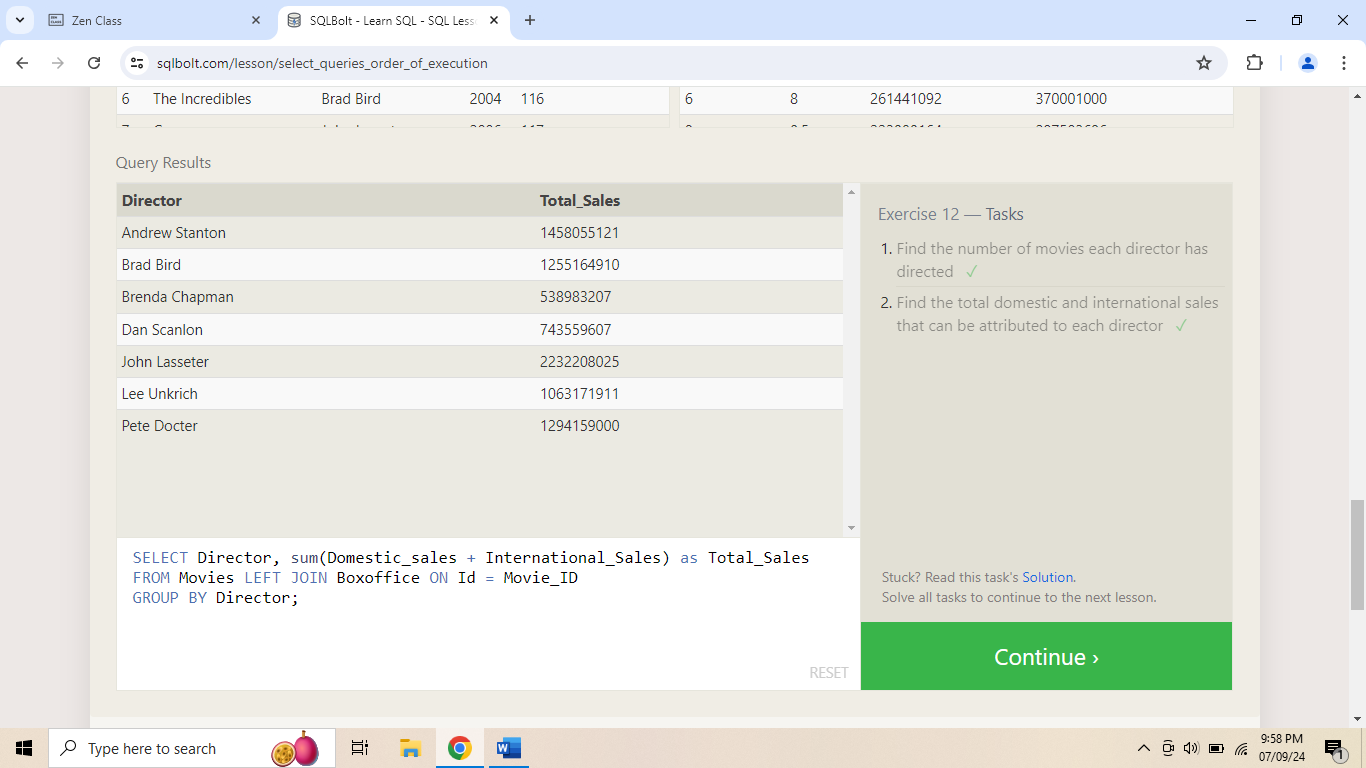 Zen Class
SQLBolt - Learn SQL - SQL Less
sqlbolt.com/lesson/select_queries_order_of_execution
6 The Incredibles Brad Bird 2004 116
6 8 261441092 370001000
Query Results
Director Total_Sales
Andrew Stanton 1458055121
Brad Bird 1255164910
Brenda Chapman 538983207
Dan Scanlon 743559607
John Lasseter 2232208025
Lee Unkrich 1063171911
Pete Docter 1294159000
Exercise 12 — Tasks
1. Find the number of movies each director has
directed ✓
2. Find the total domestic and international sales
that can be attributed to each director ✓
SELECT Director, sum(Domestic_sales + International_Sales) as Total_Sales
FROM Movies LEFT JOIN Boxoffice ON Id = Movie_ID
GROUP BY Director;
RESET
Stuck? Read this task's Solution.
Solve all tasks to continue to the next lesson.
Continue ›
Type here to search
9:58 PM
07/09/24
1